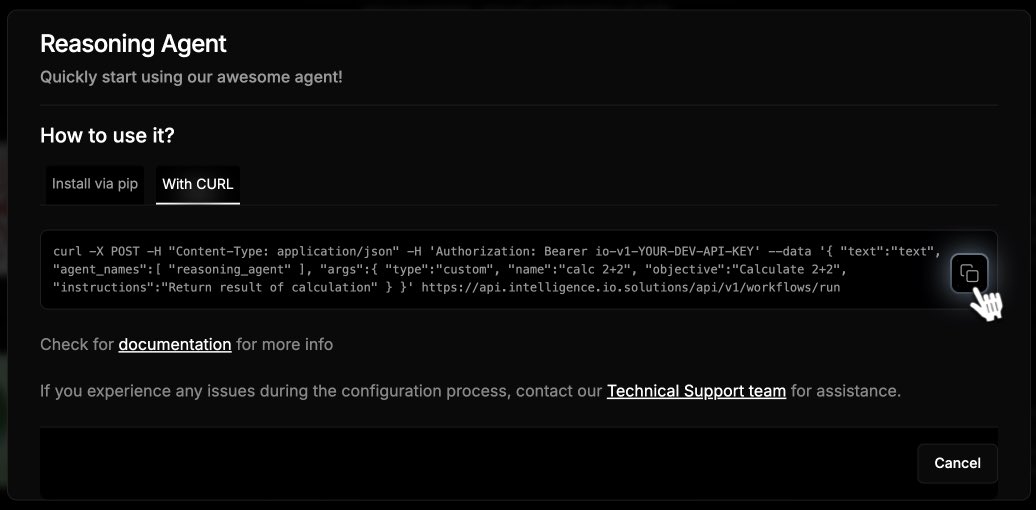 Reasoning Agent
Quickly start using our awesome agent!
How to use it?
Install via pip
With CURL
curl -X POST -H "Content-Type: application/json" -H 'Authorization: Bearer io-v1-YOUR-DEV-API-KEY' --data '{ "text":"text",
"agent_names":[ "reasoning_agent" ], "args":{ "type":"custom", "name":"calc 2+2", "objective":"Calculate 2+2",
"instructions":"Return result of calculation" } }' https://api.intelligence.io.solutions/api/v1/workflows/run
Check for documentation for more info
If you experience any issues during the configuration process, contact our Technical Support team for assistance.
Cancel